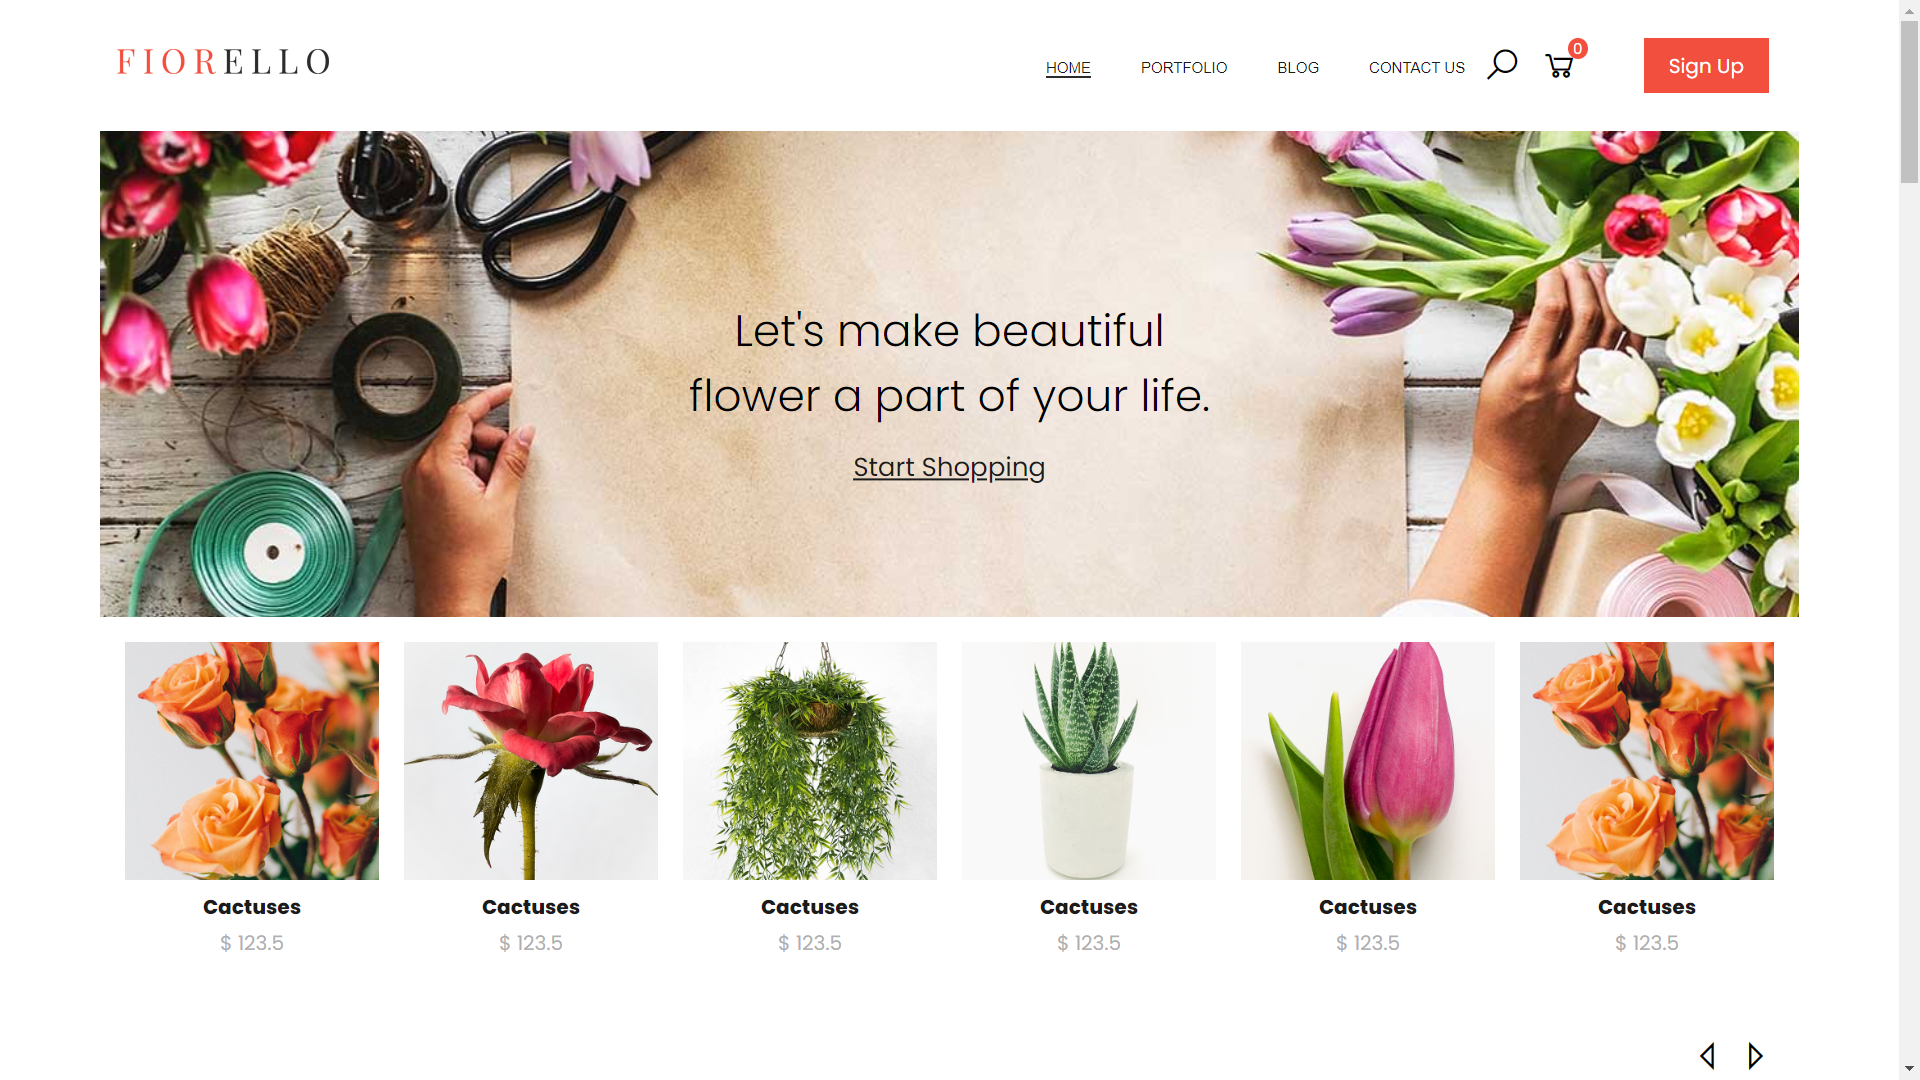 FIORELLO
HOME PORTFOLIO BLOG CONTACT US 0 Sign Up
Let's make beautiful
flower a part of your life.
Start Shopping
Cactuses Cactuses Cactuses Cactuses Cactuses Cactuses
$ 123.5 $ 123.5 $ 123.5 $ 123.5 $ 123.5 $ 123.5